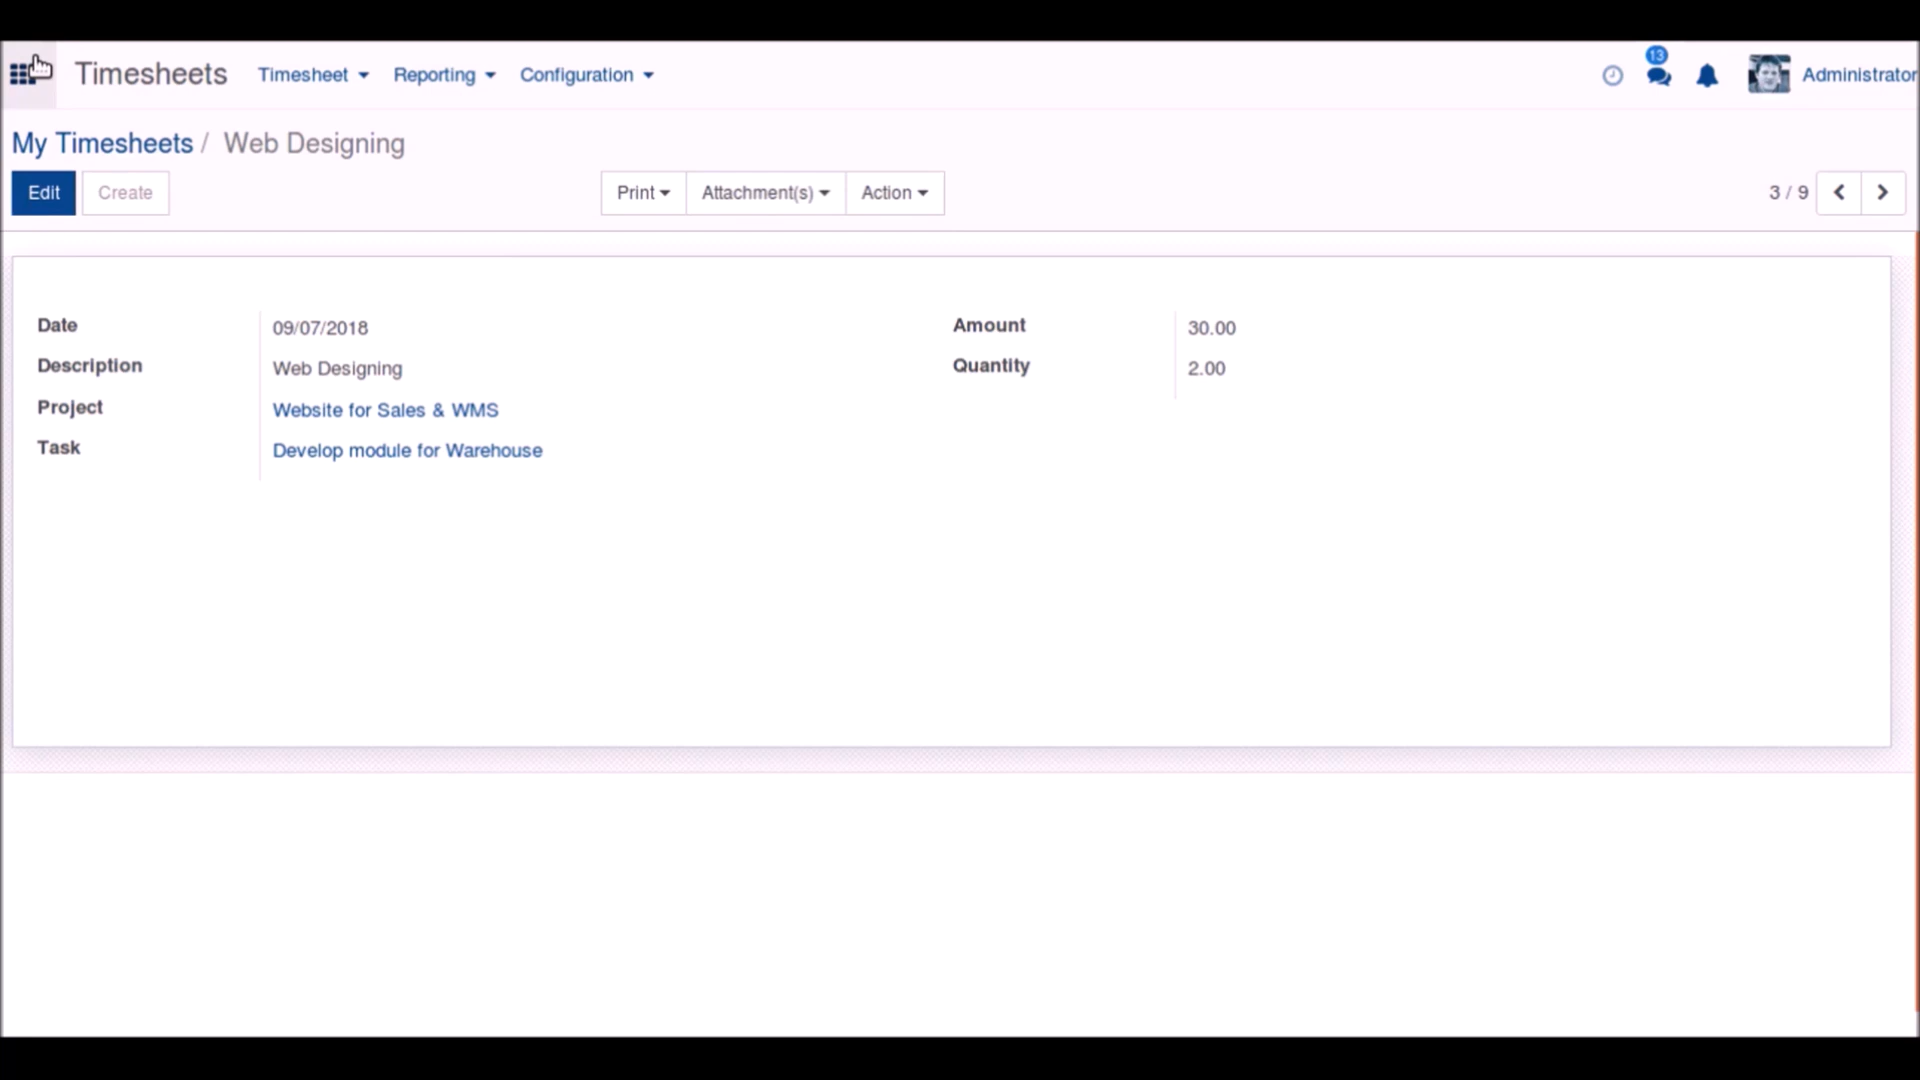 Timesheets Timesheet Reporting Configuration 13 Administrator
My Timesheets / Web Designing
Edit Create Print Attachment(s) Action 3 / 9
Date 09/07/2018 Amount 30.00
Description Web Designing Quantity 2.00
Project Website for Sales & WMS
Task Develop module for Warehouse